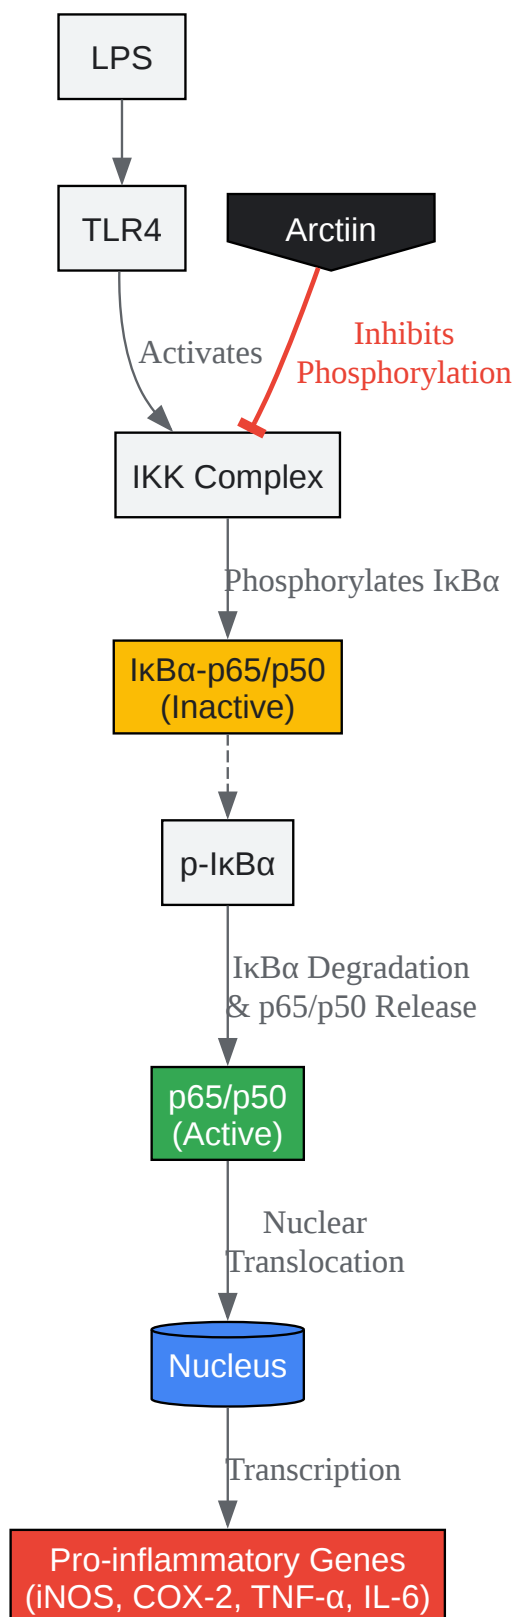 LPS
TLR4
Arctiin
Activates
Inhibits
Phosphorylation
IKK Complex
Phosphorylates IκBα
IκBα-p65/p50
(Inactive)
p-IκBα
IκBα Degradation
& p65/p50 Release
p65/p50
(Active)
Nuclear
Translocation
Nucleus
Transcription
Pro-inflammatory Genes
(iNOS, COX-2, TNF-α, IL-6)